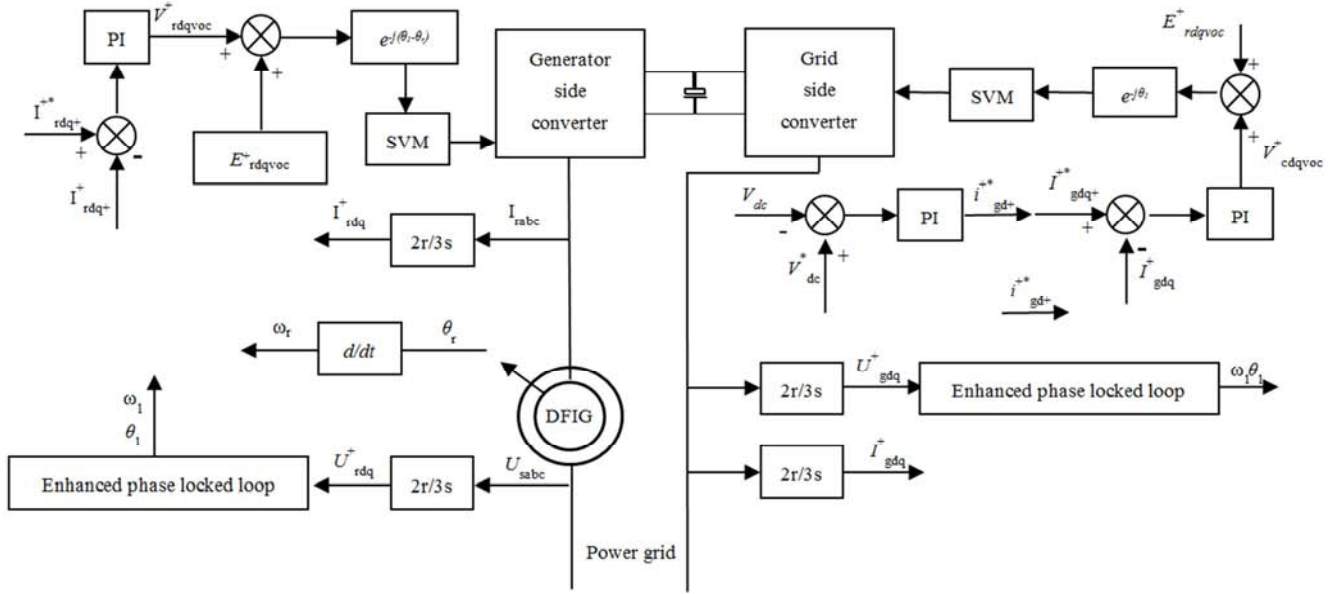 PI
V⁺rdqvoc
+
+
e-j(θ1-θr)
I⁺*rdq+
+
-
I⁺rdq+
E⁺rdqvoc
SVM
Generator
side
converter
Grid
side
converter
SVM
e-jθ1
E⁺rdqvoc
+
+
V⁺cdqvoc
I⁺rdq
2r/3s
Irabc
Vdc
-
+
V*dc
PI
i⁺*gd+
I⁺*gdq+
+
-
I⁺gdq
PI
i⁺*gd+
ωr
d/dt
θr
DFIG
ω1
θ1
Enhanced phase locked loop
U⁺rdq
2r/3s
Usabc
2r/3s
U⁺gdq
Enhanced phase locked loop
ω1θ1
2r/3s
I⁺gdq
Power grid